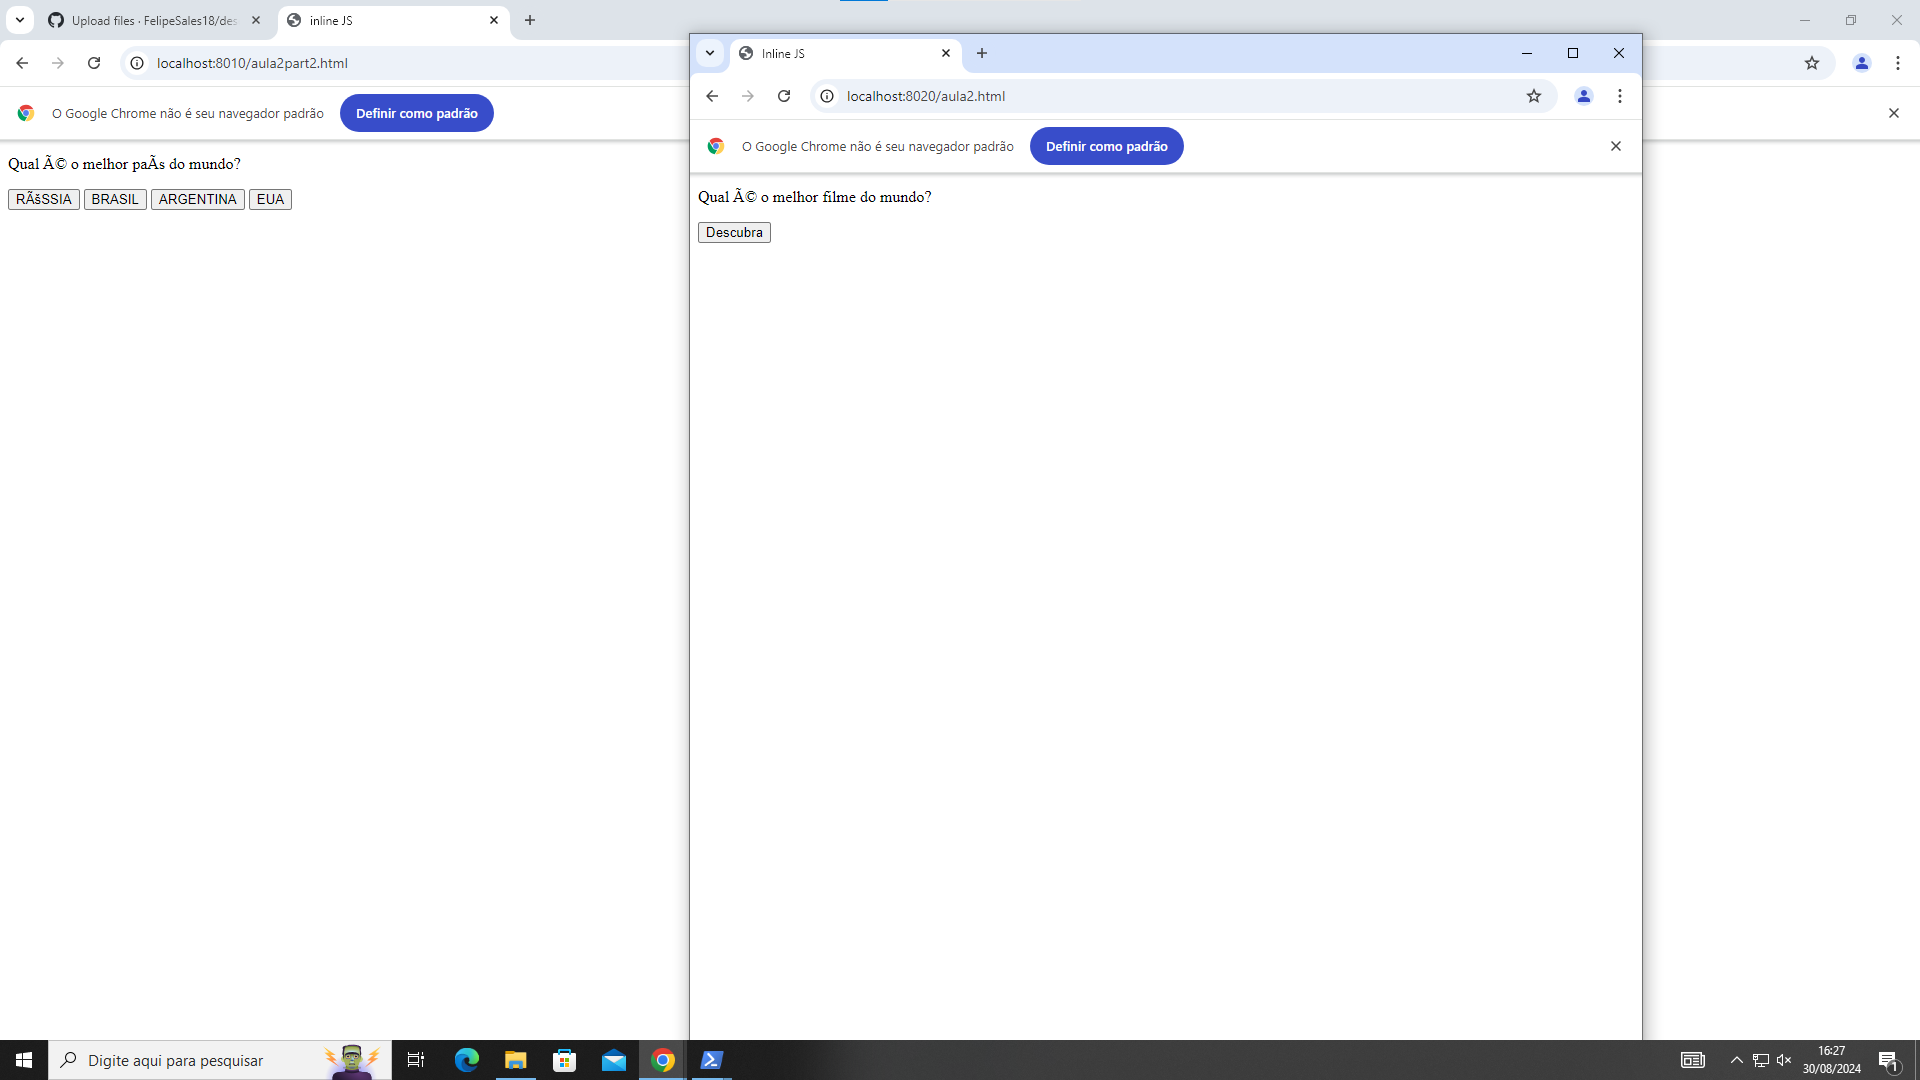 Upload files · FelipeSales18/des
inline JS
localhost:8010/aula2part2.html
O Google Chrome não é seu navegador padrão
Definir como padrão
Qual Ã© o melhor paÃs do mundo?
RÃšSSIA
BRASIL
ARGENTINA
EUA
Inline JS
localhost:8020/aula2.html
O Google Chrome não é seu navegador padrão
Definir como padrão
Qual Ã© o melhor filme do mundo?
Descubra
Digite aqui para pesquisar
16:27
30/08/2024
1